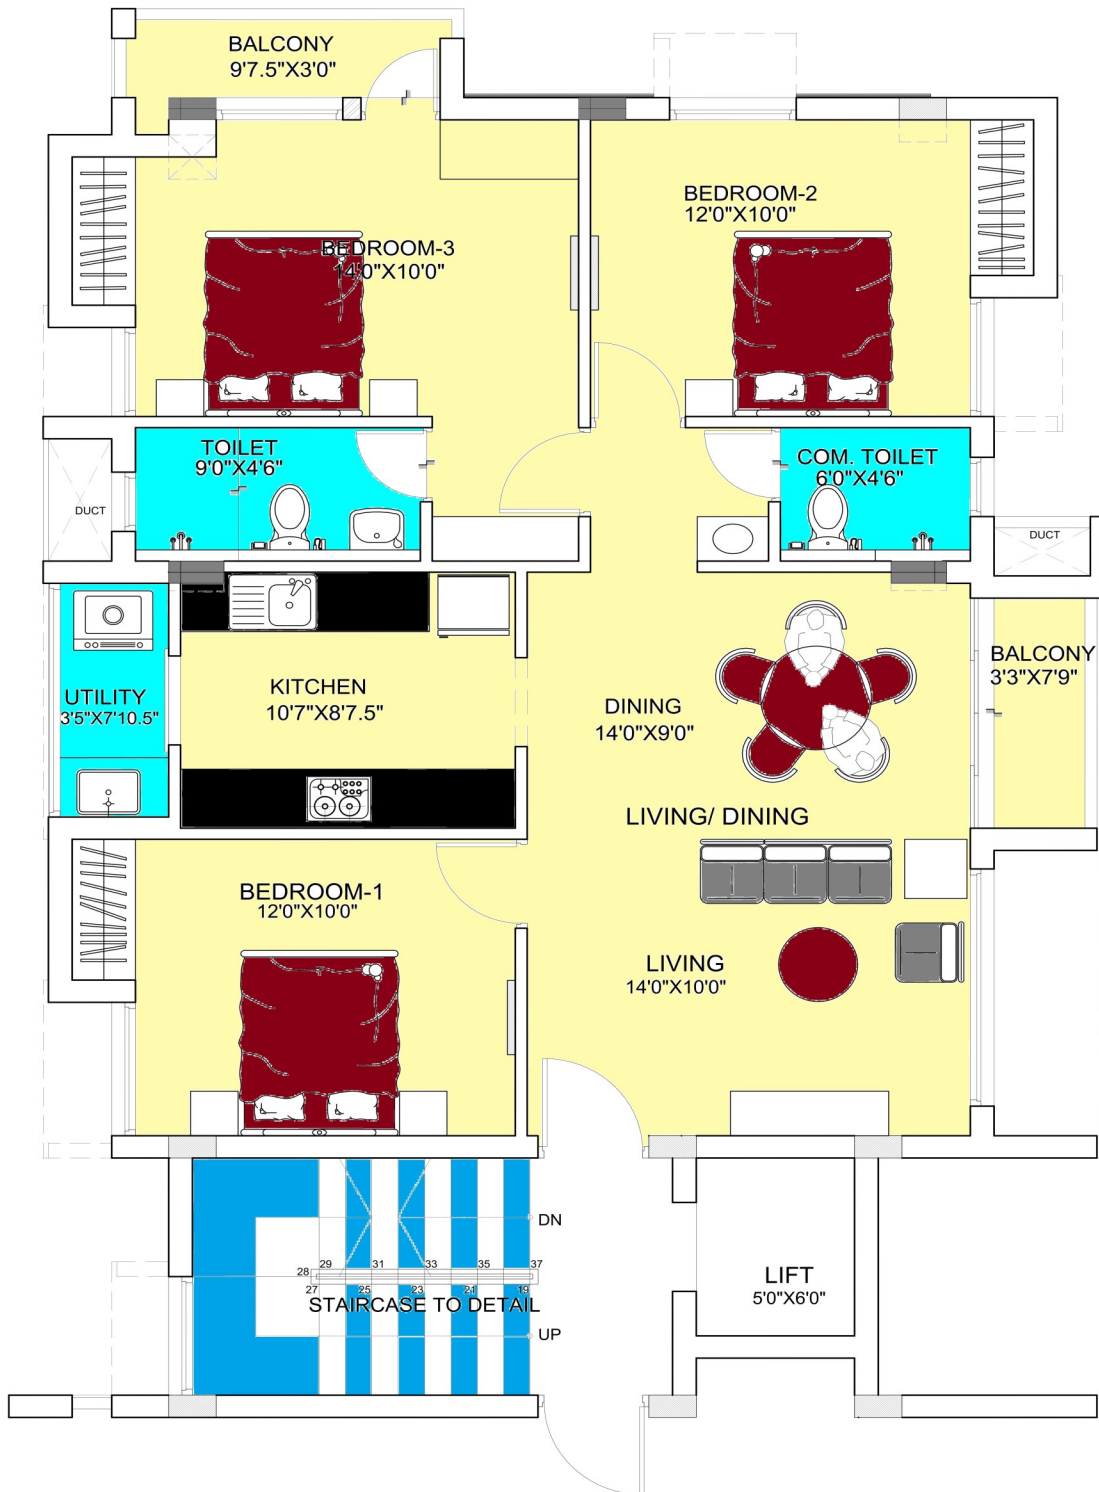 BALCONY
9'7.5"X3'0"
BEDROOM-2
12'0"X10'0"
BEDROOM-3
14'0"X10'0"
TOILET
9'0"X4'6"
COM. TOILET
6'0"X4'6"
DUCT
DUCT
BALCONY
3'3"X7'9"
UTILITY
3'5"X7'10.5"
KITCHEN
10'7"X8'7.5"
DINING
14'0"X9'0"
LIVING/ DINING
BEDROOM-1
12'0"X10'0"
LIVING
14'0"X10'0"
DN
29 31 33 35 37
28
27 25 23 21 19
STAIRCASE TO DETAIL
UP
LIFT
5'0"X6'0"